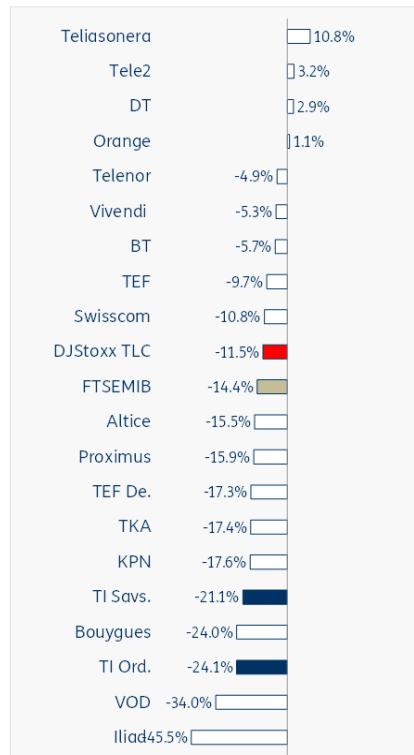 Teliasonera 10.8%
Tele2 3.2%
DT 2.9%
Orange 1.1%
Telenor -4.9%
Vivendi -5.3%
BT -5.7%
TEF -9.7%
Swisscom -10.8%
DJStoxx TLC -11.5%
FTSEMIB -14.4%
Altice -15.5%
Proximus -15.9%
TEF De. -17.3%
TKA -17.4%
KPN -17.6%
TI Savs. -21.1%
Bouygues -24.0%
TI Ord. -24.1%
VOD -34.0%
Iliad -45.5%